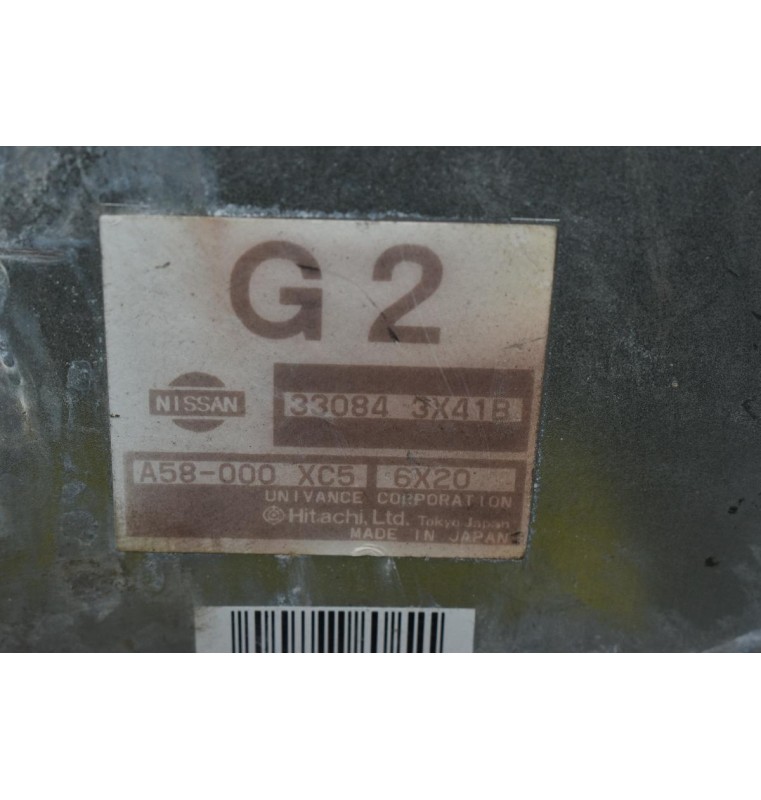 G2
NISSAN 33084 3X41B
A58-000 XC5 6X20
UNIVANCE CORPORATION
Hitachi, Ltd. Tokyo Japan
MADE IN JAPAN